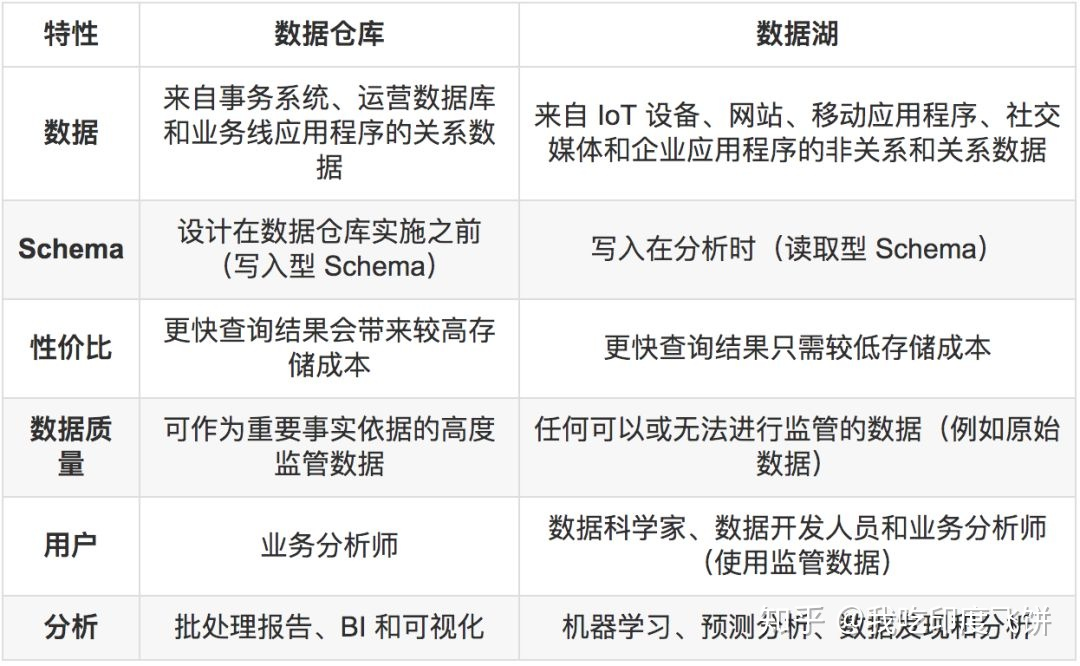 特性
数据仓库
数据湖
数据
来自事务系统、运营数据库
和业务线应用程序的关系数
据
来自 IoT 设备、网站、移动应用程序、社交
媒体和企业应用程序的非关系和关系数据
Schema
设计在数据仓库实施之前
（写入型 Schema）
写入在分析时（读取型 Schema）
性价比
更快查询结果会带来较高存
储成本
更快查询结果只需较低存储成本
数据质
量
可作为重要事实依据的高度
监管数据
任何可以或无法进行监管的数据（例如原始
数据）
用户
业务分析师
数据科学家、数据开发人员和业务分析师
（使用监管数据）
分析
批处理报告、BI 和可视化
机器学习、预测分析、数据发现和分析
知乎 @我吃印度飞饼